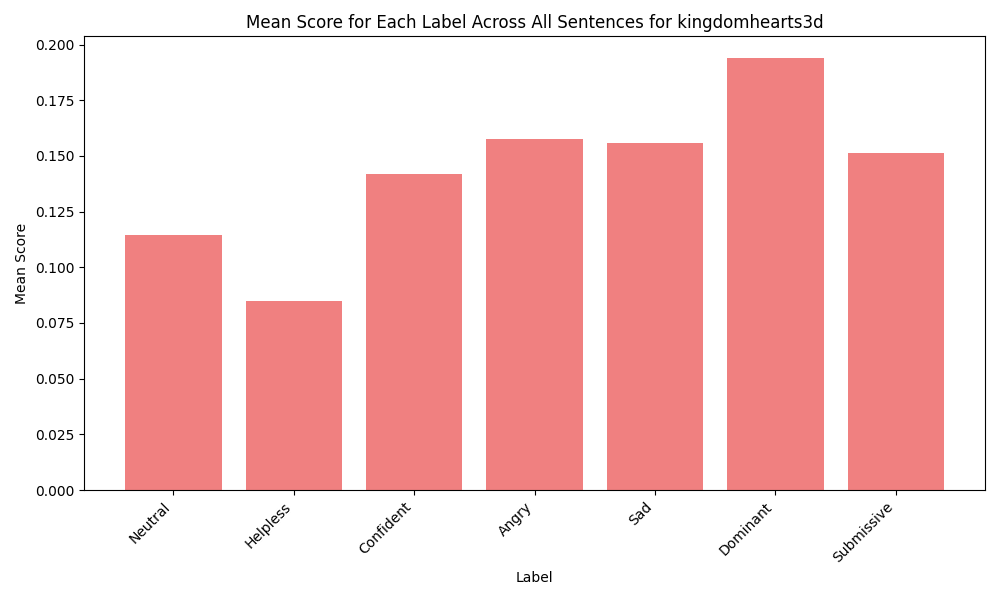 Mean Score for Each Label Across All Sentences for kingdomhearts3d
0.200
0.175
0.150
0.125
0.100
0.075
0.050
0.025
0.000
Mean Score
Neutral
Helpless
Confident
Angry
Sad
Dominant
Submissive
Label